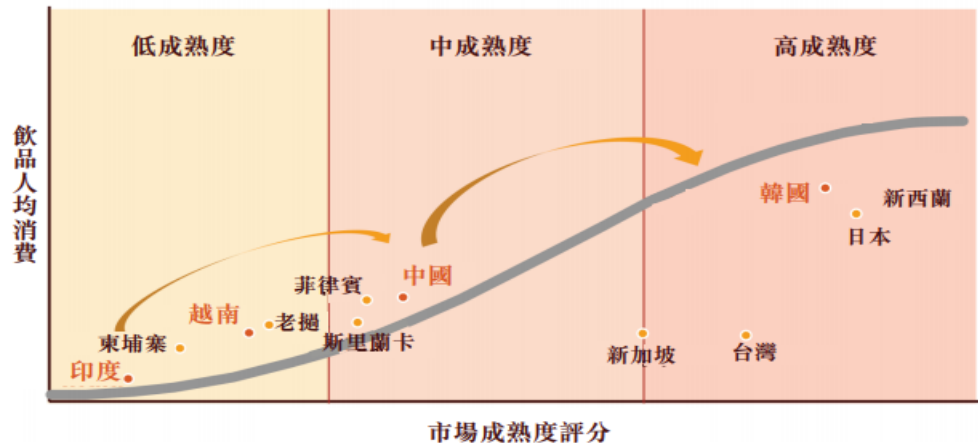 低成熟度
中成熟度
高成熟度
飲品人均消費
韓國
新西蘭
日本
中國
菲律賓
越南
老撾
斯里蘭卡
柬埔寨
新加坡
台灣
印度
市場成熟度評分